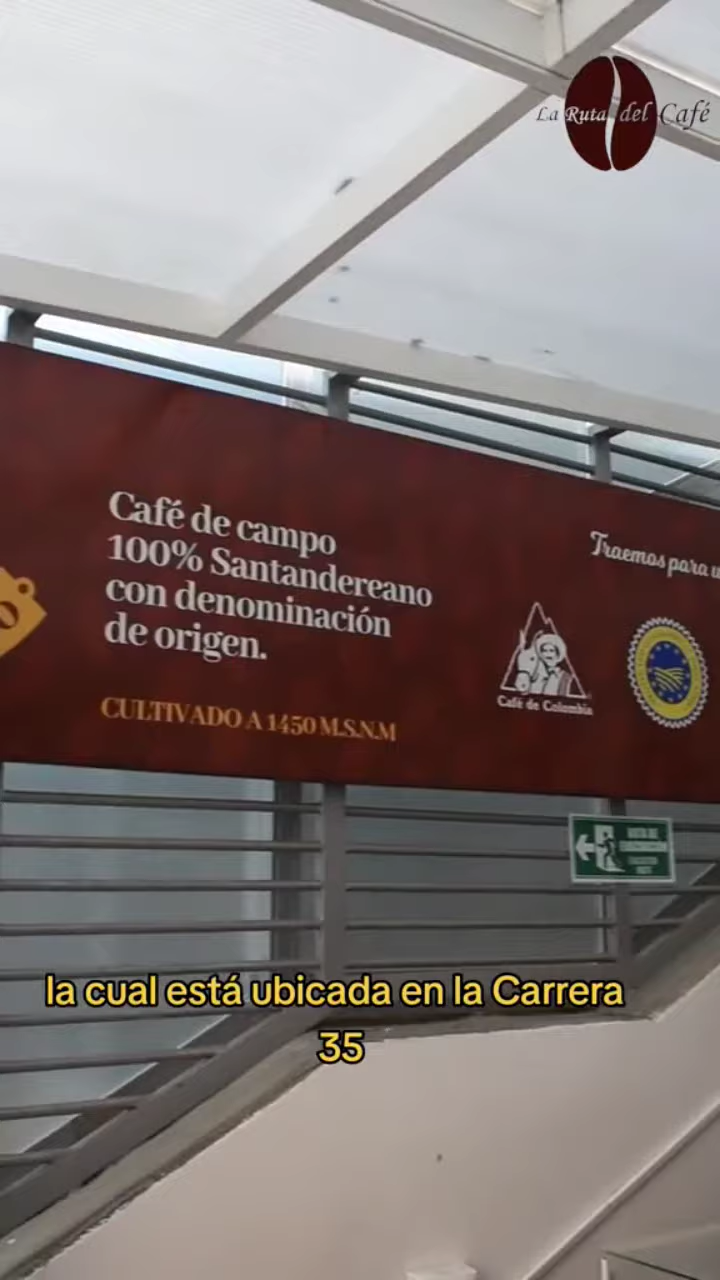 La Ruta del Café
Café de campo
100% Santandereano
con denominación
de origen.
CULTIVADO A 1450 M.S.N.M
Traemos para
Café de Colombia
la cual está ubicada en la Carrera
35